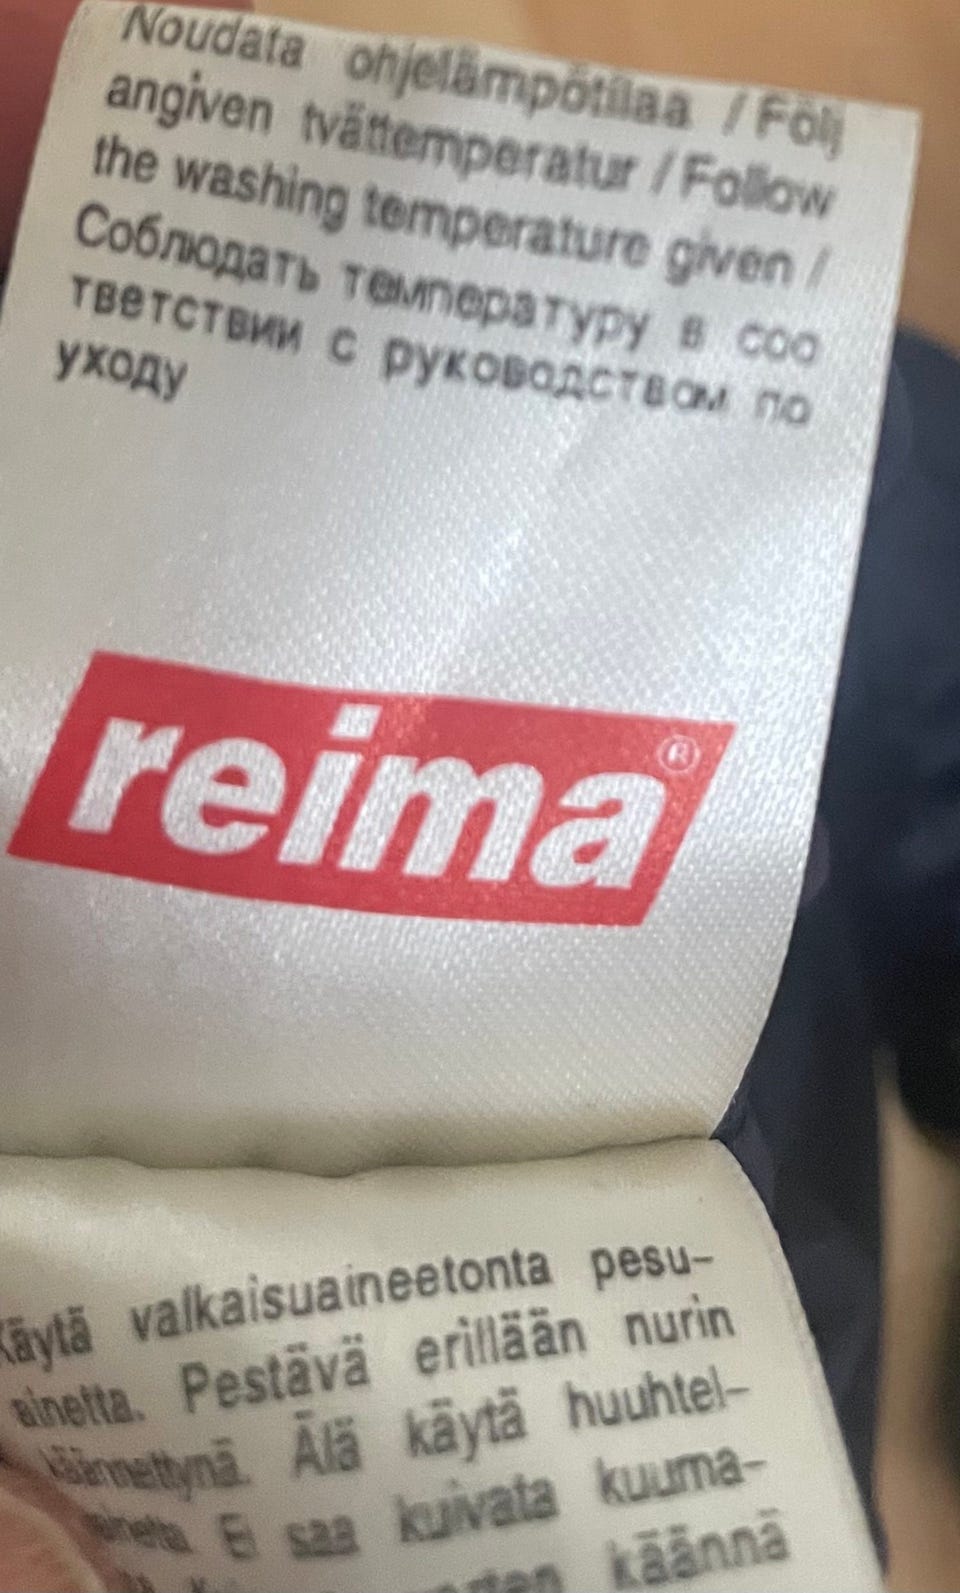 Noudata ohjelämpötilaa / Följ
angiven tvättemperatur / Follow
the washing temperature given /
Соблюдать температуру в соо
тветствии с руководством по
уходу
reima®
Käytä valkaisuaineetonta pesu-
ainetta. Pestävä erillään nurin
käännettynä. Älä käytä huuhtel-
ainetta. Ei saa kuivata kuuma-
käännä